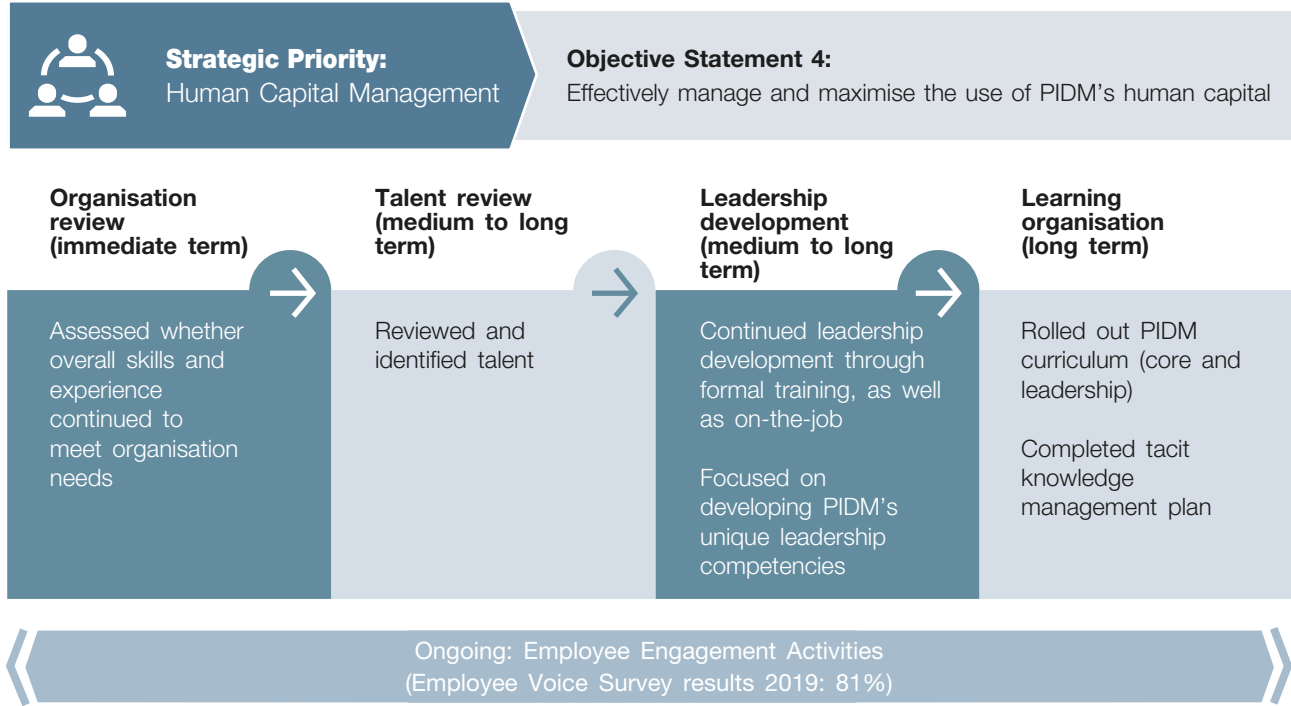 Strategic Priority:
Human Capital Management
Objective Statement 4:
Effectively manage and maximise the use of PIDM's human capital
Organisation
review
(immediate term)
Assessed whether
overall skills and
experience
continued to
meet organisation
needs
Talent review
(medium to long
term)
Reviewed and
identified talent
Leadership
development
(medium to long
term)
Continued leadership
development through
formal training, as well
as on-the-job
Focused on
developing PIDM's
unique leadership
competencies
Learning
organisation
(long term)
Rolled out PIDM
curriculum (core and
leadership)
Completed tacit
knowledge
management plan
Ongoing: Employee Engagement Activities
(Employee Voice Survey results 2019: 81%)